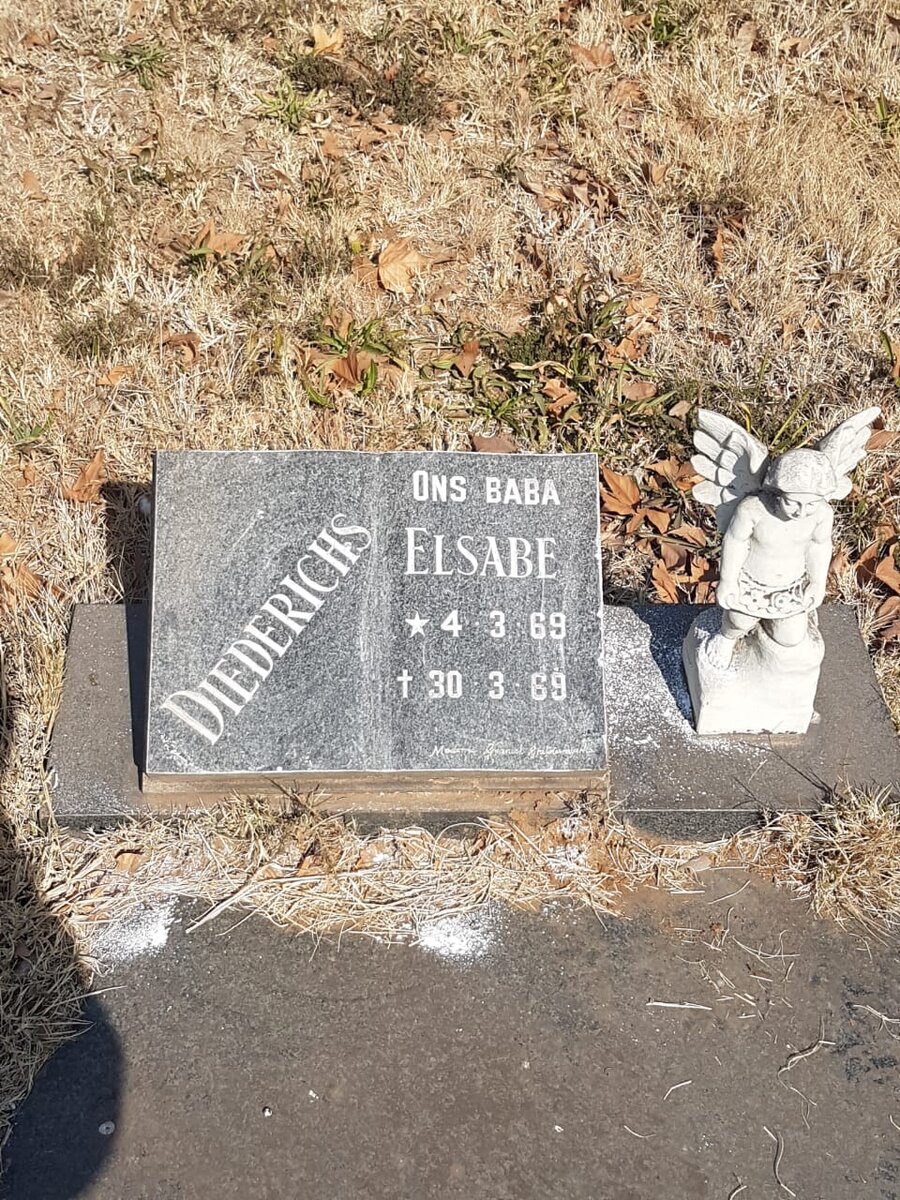 DIEDERICHS
ONS BABA
ELSABE
★ 4 3 69
† 30 3 69